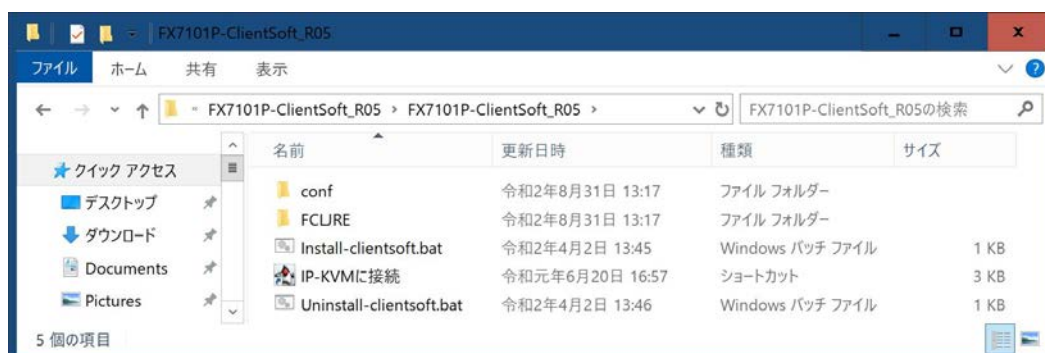 FX7101P-ClientSoft_R05
ファイル ホーム 共有 表示
« FX7101P-ClientSoft_R05 › FX7101P-ClientSoft_R05 › FX7101P-ClientSoft_R05の検索
名前 更新日時 種類 サイズ
クイック アクセス
デスクトップ
ダウンロード
Documents
Pictures
conf 令和2年8月31日 13:17 ファイル フォルダー
FCLJRE 令和2年8月31日 13:17 ファイル フォルダー
Install-clientsoft.bat 令和2年4月2日 13:45 Windows バッチ ファイル 1 KB
IP-KVMに接続 令和元年6月20日 16:57 ショートカット 3 KB
Uninstall-clientsoft.bat 令和2年4月2日 13:46 Windows バッチ ファイル 1 KB
5 個の項目